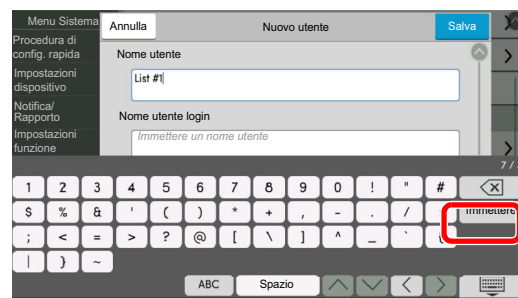 Menu Sistema
Annulla
Nuovo utente
Salva
Procedura di
config. rapida
Nome utente
Impostazioni
dispositivo
List #1
Notifica/
Rapporto
Nome utente login
Impostazioni
funzione
Immettere un nome utente
7 /
1 2 3 4 5 6 7 8 9 0 ! " #
$ % & ' ( ) * + , - . / Immettere
; < = > ? @ [ \ ] ^ _ ` {
| } ~
ABC Spazio